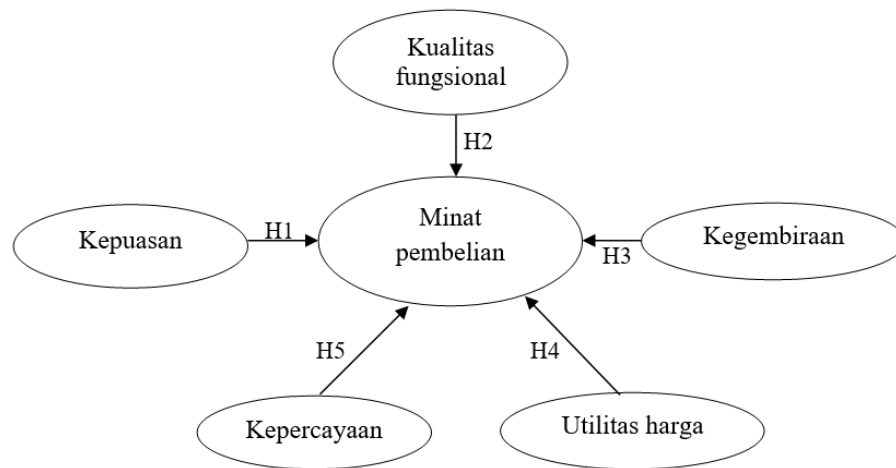 Kualitas
fungsional
H2
Minat
pembelian
Kepuasan
H1
Kegembiraan
H3
H5
H4
Kepercayaan
Utilitas harga